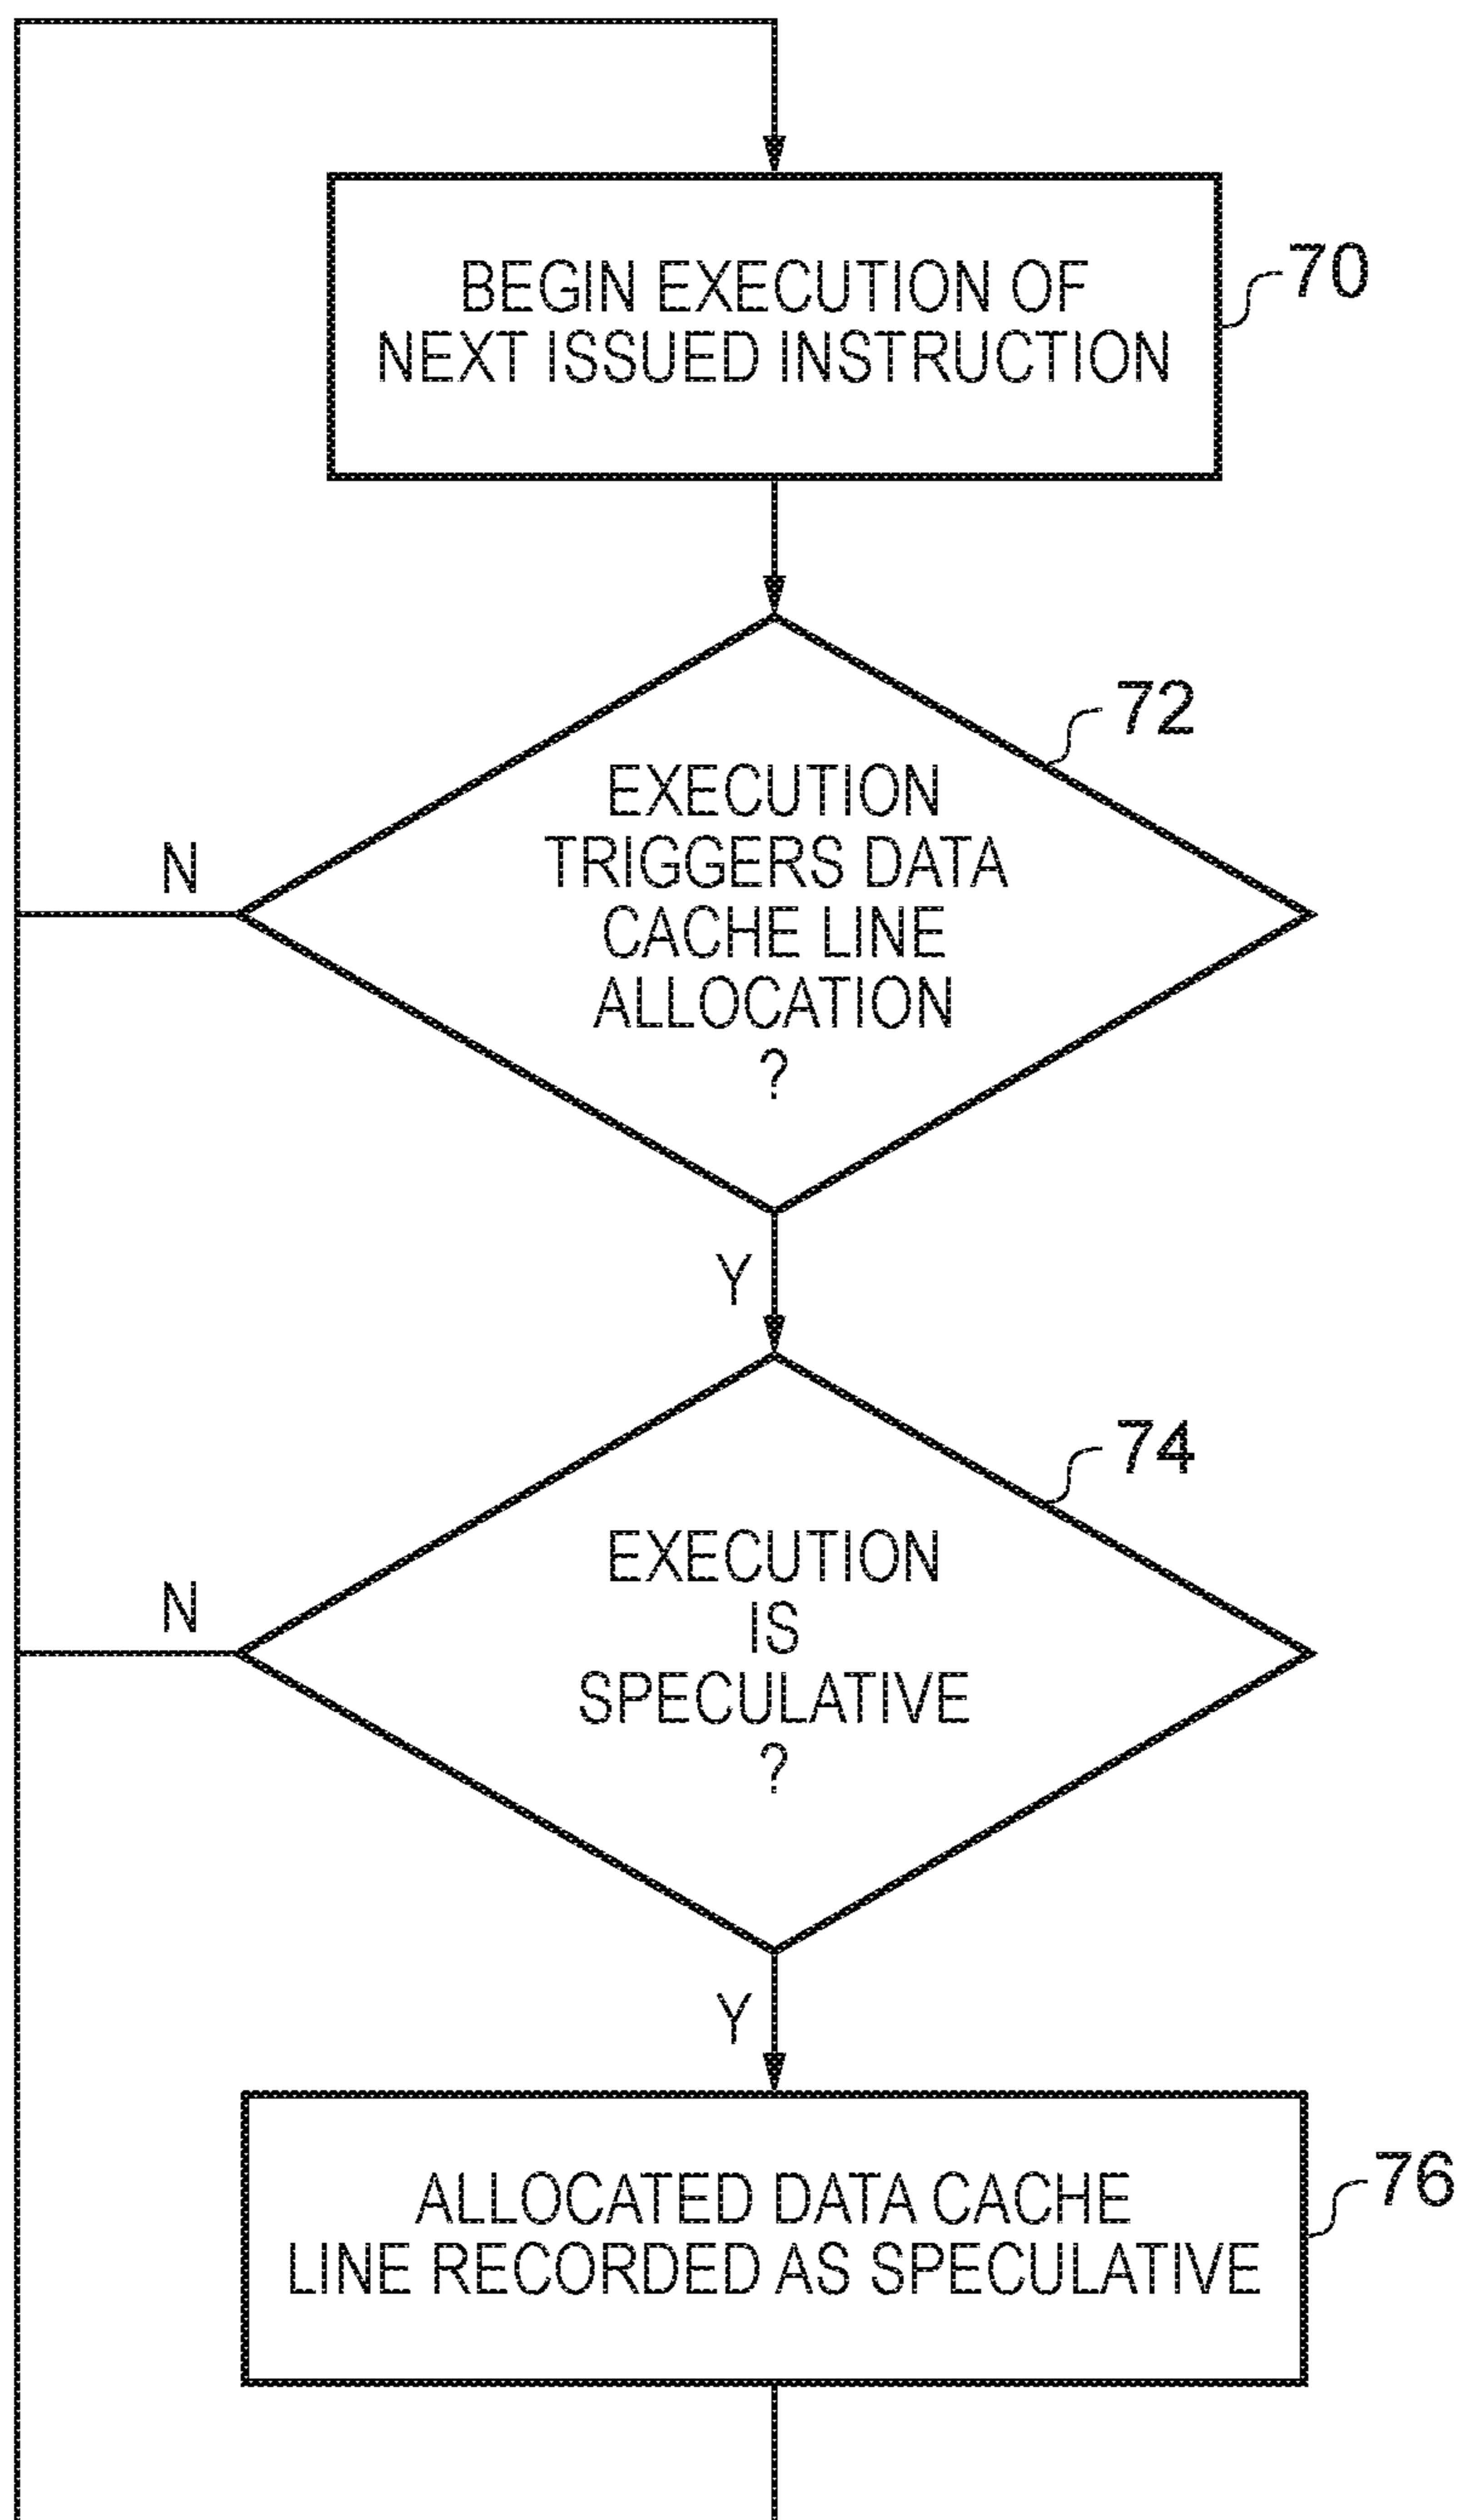 BEGIN EXECUTION OF
NEXT ISSUED INSTRUCTION
70
72
EXECUTION
TRIGGERS DATA
CACHE LINE
ALLOCATION
?
N
Y
74
EXECUTION
IS
SPECULATIVE
?
N
Y
76
ALLOCATED DATA CACHE
LINE RECORDED AS SPECULATIVE